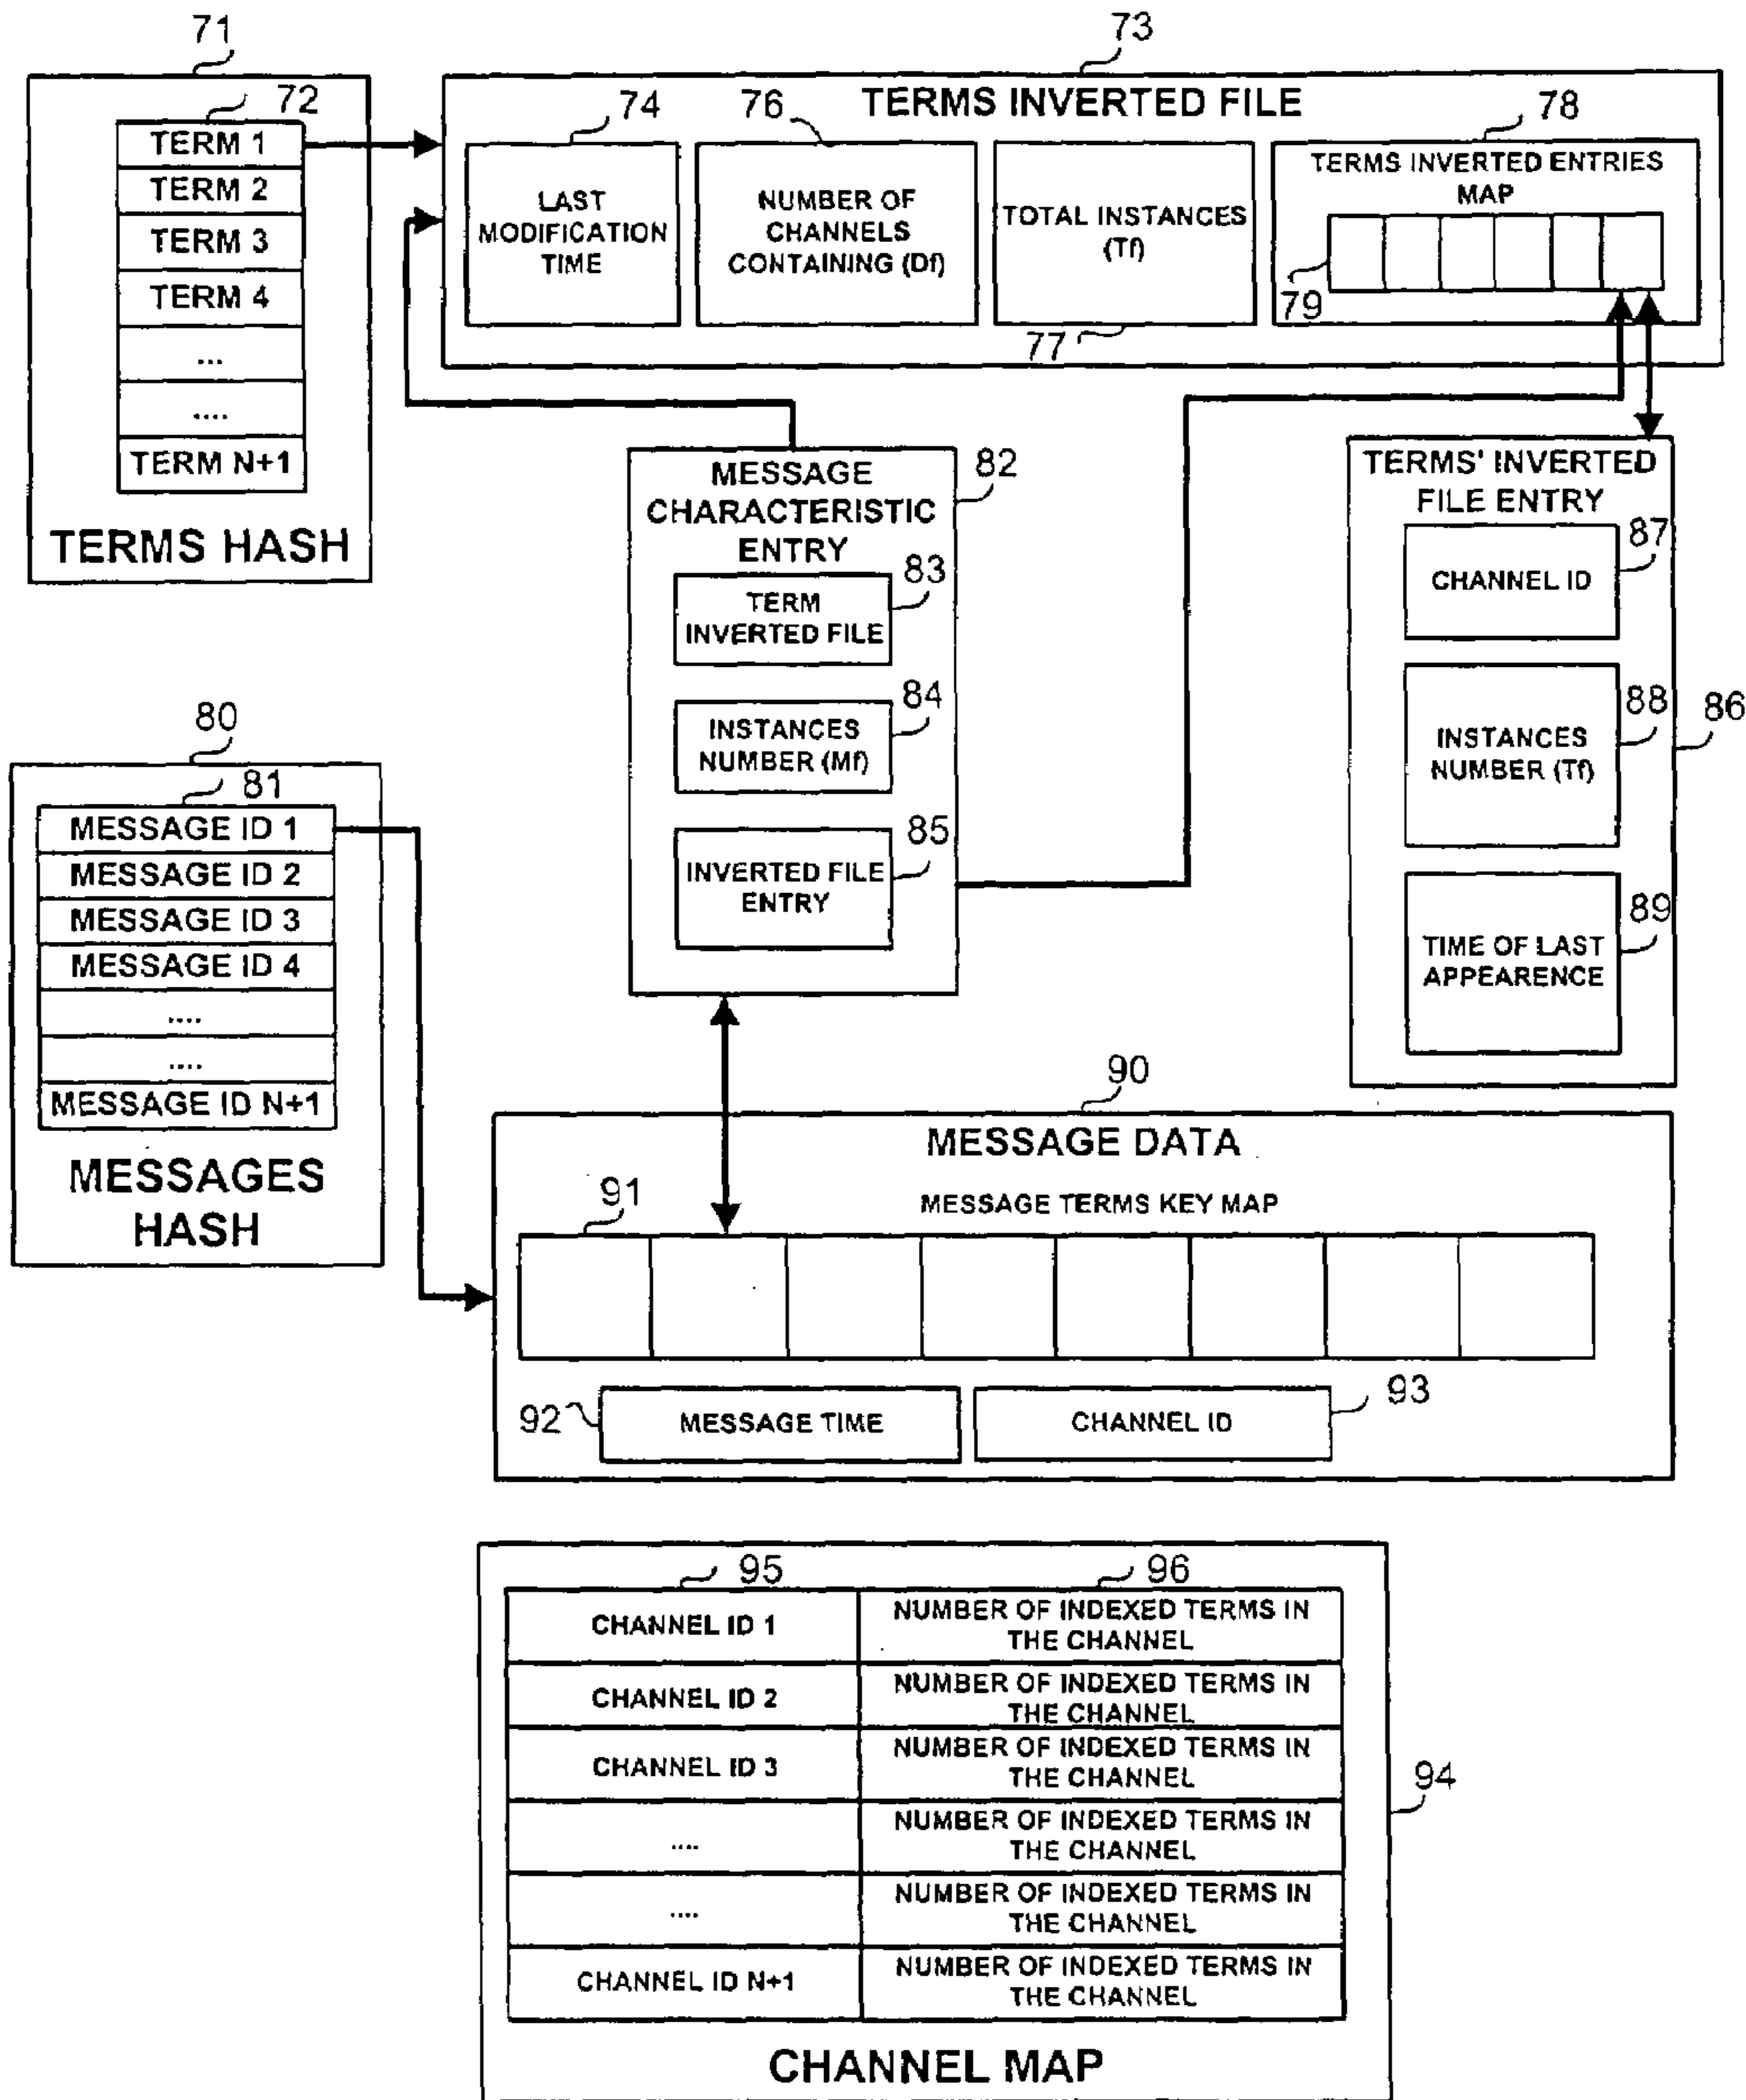 71
72
TERM 1
TERM 2
TERM 3
TERM 4
...
....
TERM N+1
TERMS HASH
73
TERMS INVERTED FILE
74
LAST
MODIFICATION
TIME
76
NUMBER OF
CHANNELS
CONTAINING (Df)
TOTAL INSTANCES
(Tf)
77
78
TERMS INVERTED ENTRIES
MAP
79
MESSAGE
CHARACTERISTIC
ENTRY
82
83
TERM
INVERTED FILE
84
INSTANCES
NUMBER (Mf)
85
INVERTED FILE
ENTRY
TERMS' INVERTED
FILE ENTRY
87
CHANNEL ID
88
INSTANCES
NUMBER (Tf)
86
89
TIME OF LAST
APPEARENCE
80
81
MESSAGE ID 1
MESSAGE ID 2
MESSAGE ID 3
MESSAGE ID 4
....
....
MESSAGE ID N+1
MESSAGES
HASH
90
MESSAGE DATA
91
MESSAGE TERMS KEY MAP
92
MESSAGE TIME
CHANNEL ID
93
95
96
CHANNEL ID 1
NUMBER OF INDEXED TERMS IN
THE CHANNEL
CHANNEL ID 2
NUMBER OF INDEXED TERMS IN
THE CHANNEL
CHANNEL ID 3
NUMBER OF INDEXED TERMS IN
THE CHANNEL
94
....
NUMBER OF INDEXED TERMS IN
THE CHANNEL
....
NUMBER OF INDEXED TERMS IN
THE CHANNEL
CHANNEL ID N+1
NUMBER OF INDEXED TERMS IN
THE CHANNEL
CHANNEL MAP